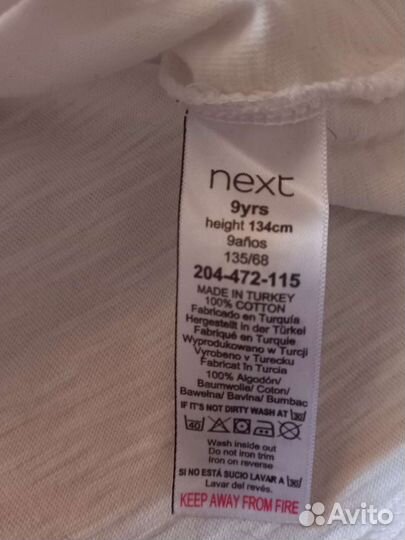 next
9yrs
height 134cm
9años
135/68
204-472-115
MADE IN TURKEY
100% COTTON
Fabricado en Turquía
Hergestellt in der Türkei
Fabriqué en Turquie
Wyprodukowano w Turcji
Vyrobeno v Turecku
Fabricat în Turcia
100% Algodón/
Baumwolle/ Coton/
Bawełna/ Bavlna/ Bumbac
IF IT'S NOT DIRTY WASH AT 30
40
Wash inside out
Do not iron trim
Iron on reverse
SI NO ESTÁ SUCIO LAVAR A 30
Lavar del revés.
KEEP AWAY FROM FIRE
Avito